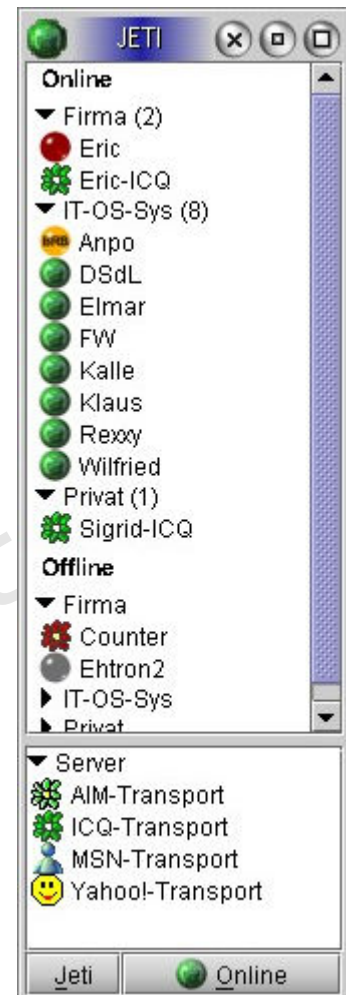 JETI
Online
Firma (2)
Eric
Eric-ICQ
IT-OS-Sys (8)
BRB Anpo
DSdL
Elmar
FW
Kalle
Klaus
Rexxy
Wilfried
Privat (1)
Sigrid-ICQ
Offline
Firma
Counter
Ehtron2
IT-OS-Sys
Privat
Server
AIM-Transport
ICQ-Transport
MSN-Transport
Yahoo!-Transport
Jeti Online